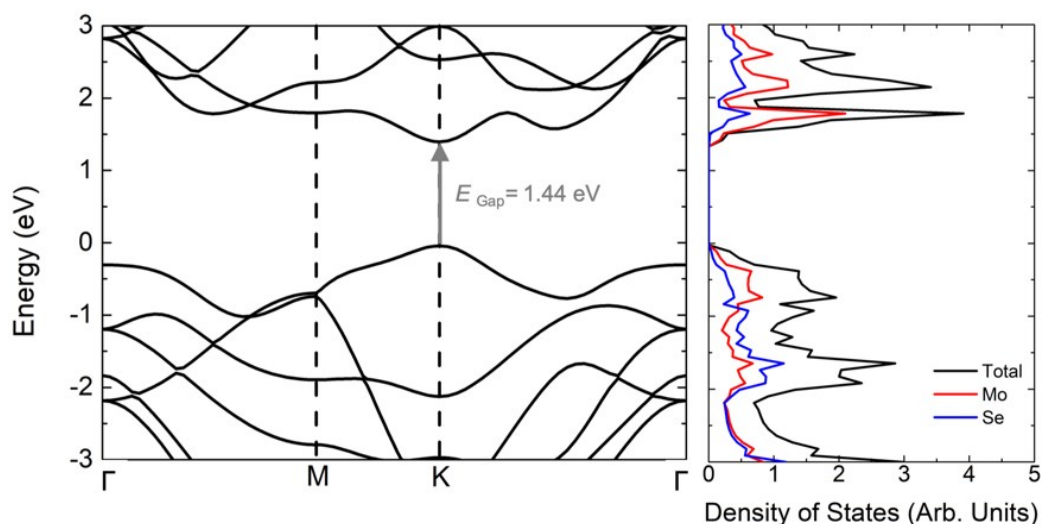 3
2
1
0
-1
-2
-3
Energy (eV)
E Gap = 1.44 eV
Γ
M
K
Γ
Total
Mo
Se
0
1
2
3
4
5
Density of States (Arb. Units)